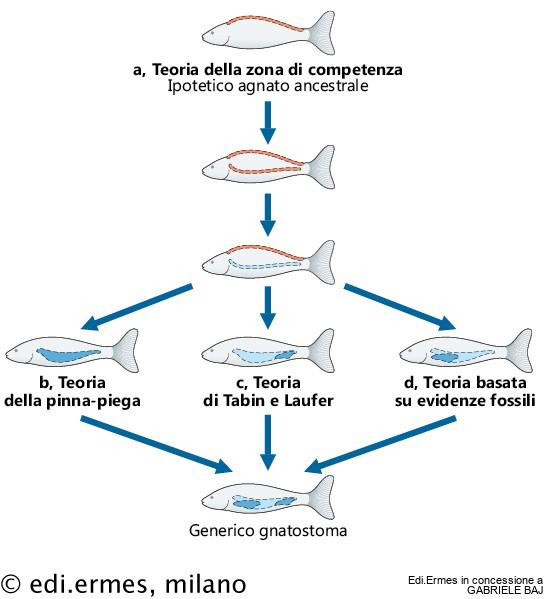 a, Teoria della zona di competenza
Ipotetico agnato ancestrale
b, Teoria
della pinna-piega
c, Teoria
di Tabin e Laufer
d, Teoria basata
su evidenze fossili
Generico gnatostoma
© edi.ermes, milano
Edi.Ermes in concessione a
GABRIELE BAJ